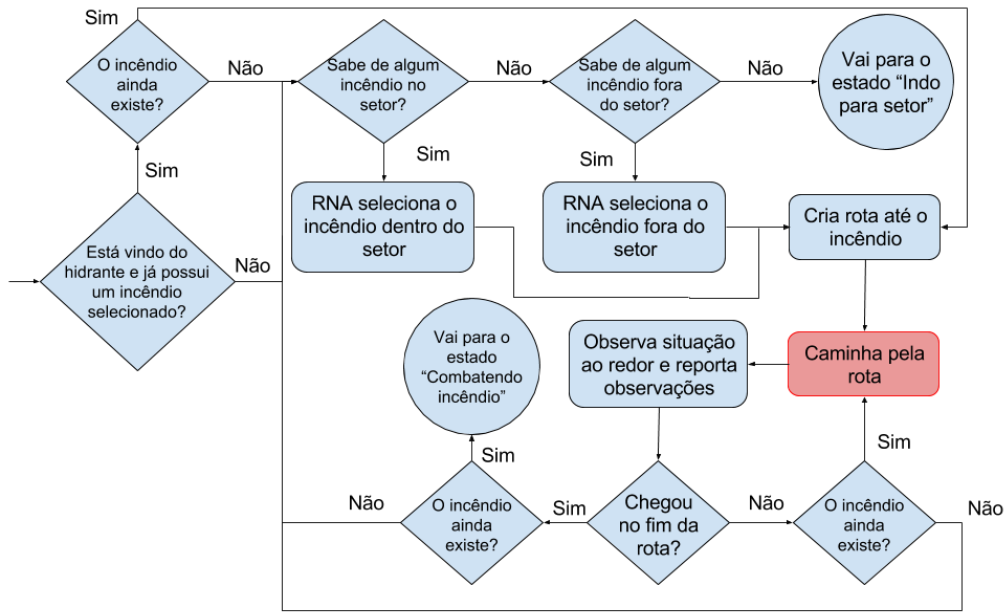 Sim
O incêndio
ainda
existe?
Não
Sabe de algum
incêndio no
setor?
Não
Sabe de algum
incêndio fora
do setor?
Não
Vai para o
estado “Indo
para setor”
Sim
Sim
Sim
RNA seleciona o
incêndio dentro do
setor
RNA seleciona o
incêndio fora do
setor
Cria rota até o
incêndio
Está vindo do
hidrante e já possui
um incêndio
selecionado?
Não
Vai para o
estado
“Combatendo
incêndio”
Observa situação
ao redor e reporta
observações
Caminha pela
rota
Sim
Sim
Não
O incêndio
ainda
existe?
Sim
Chegou
no fim da
rota?
Não
O incêndio
ainda
existe?
Não